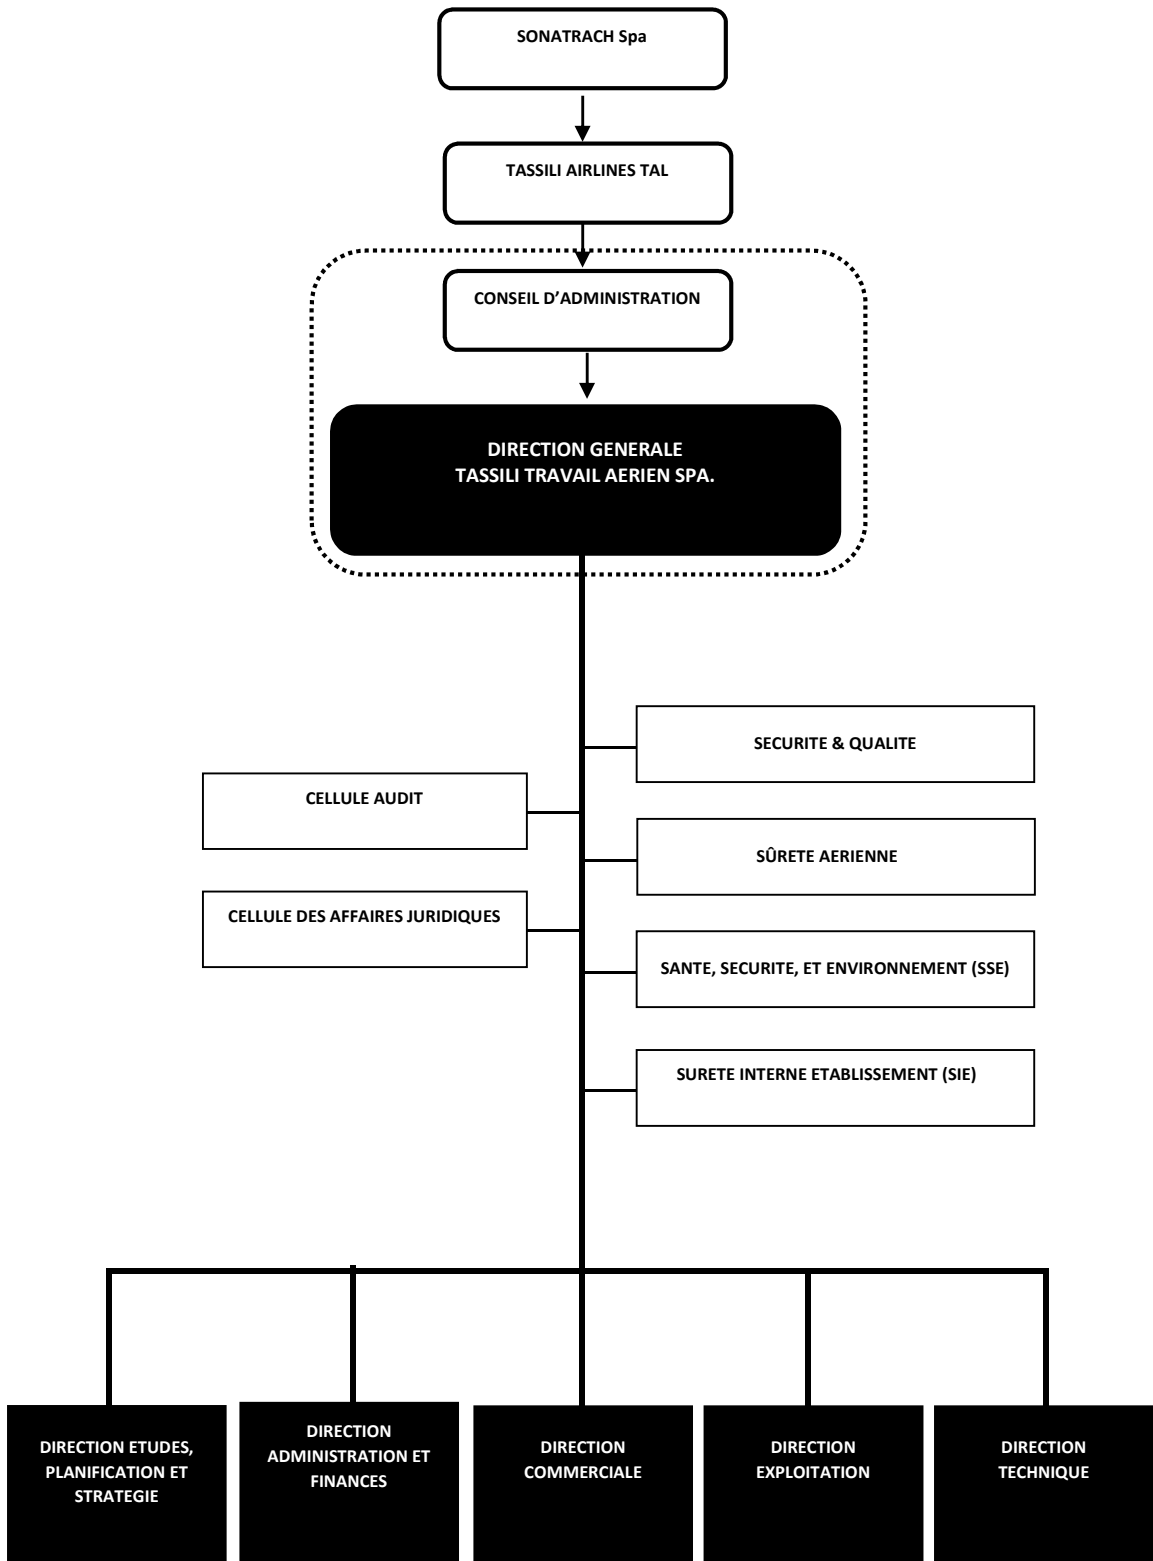 SONATRACH Spa
TASSILI AIRLINES TAL
CONSEIL D’ADMINISTRATION
DIRECTION GENERALE
TASSILI TRAVAIL AERIEN SPA.
SECURITE & QUALITE
CELLULE AUDIT
SÛRETE AERIENNE
CELLULE DES AFFAIRES JURIDIQUES
SANTE, SECURITE, ET ENVIRONNEMENT (SSE)
SURETE INTERNE ETABLISSEMENT (SIE)
DIRECTION ETUDES,
PLANIFICATION ET
STRATEGIE
DIRECTION
ADMINISTRATION ET
FINANCES
DIRECTION
COMMERCIALE
DIRECTION
EXPLOITATION
DIRECTION
TECHNIQUE